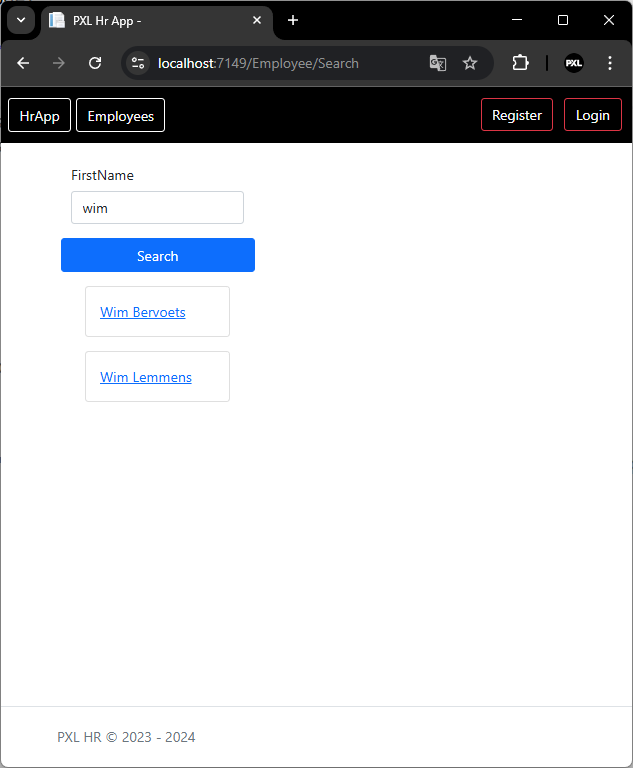 PXL Hr App -
localhost:7149/Employee/Search
PXL
HrApp Employees Register Login
FirstName
wim
Search
Wim Bervoets
Wim Lemmens
PXL HR © 2023 - 2024